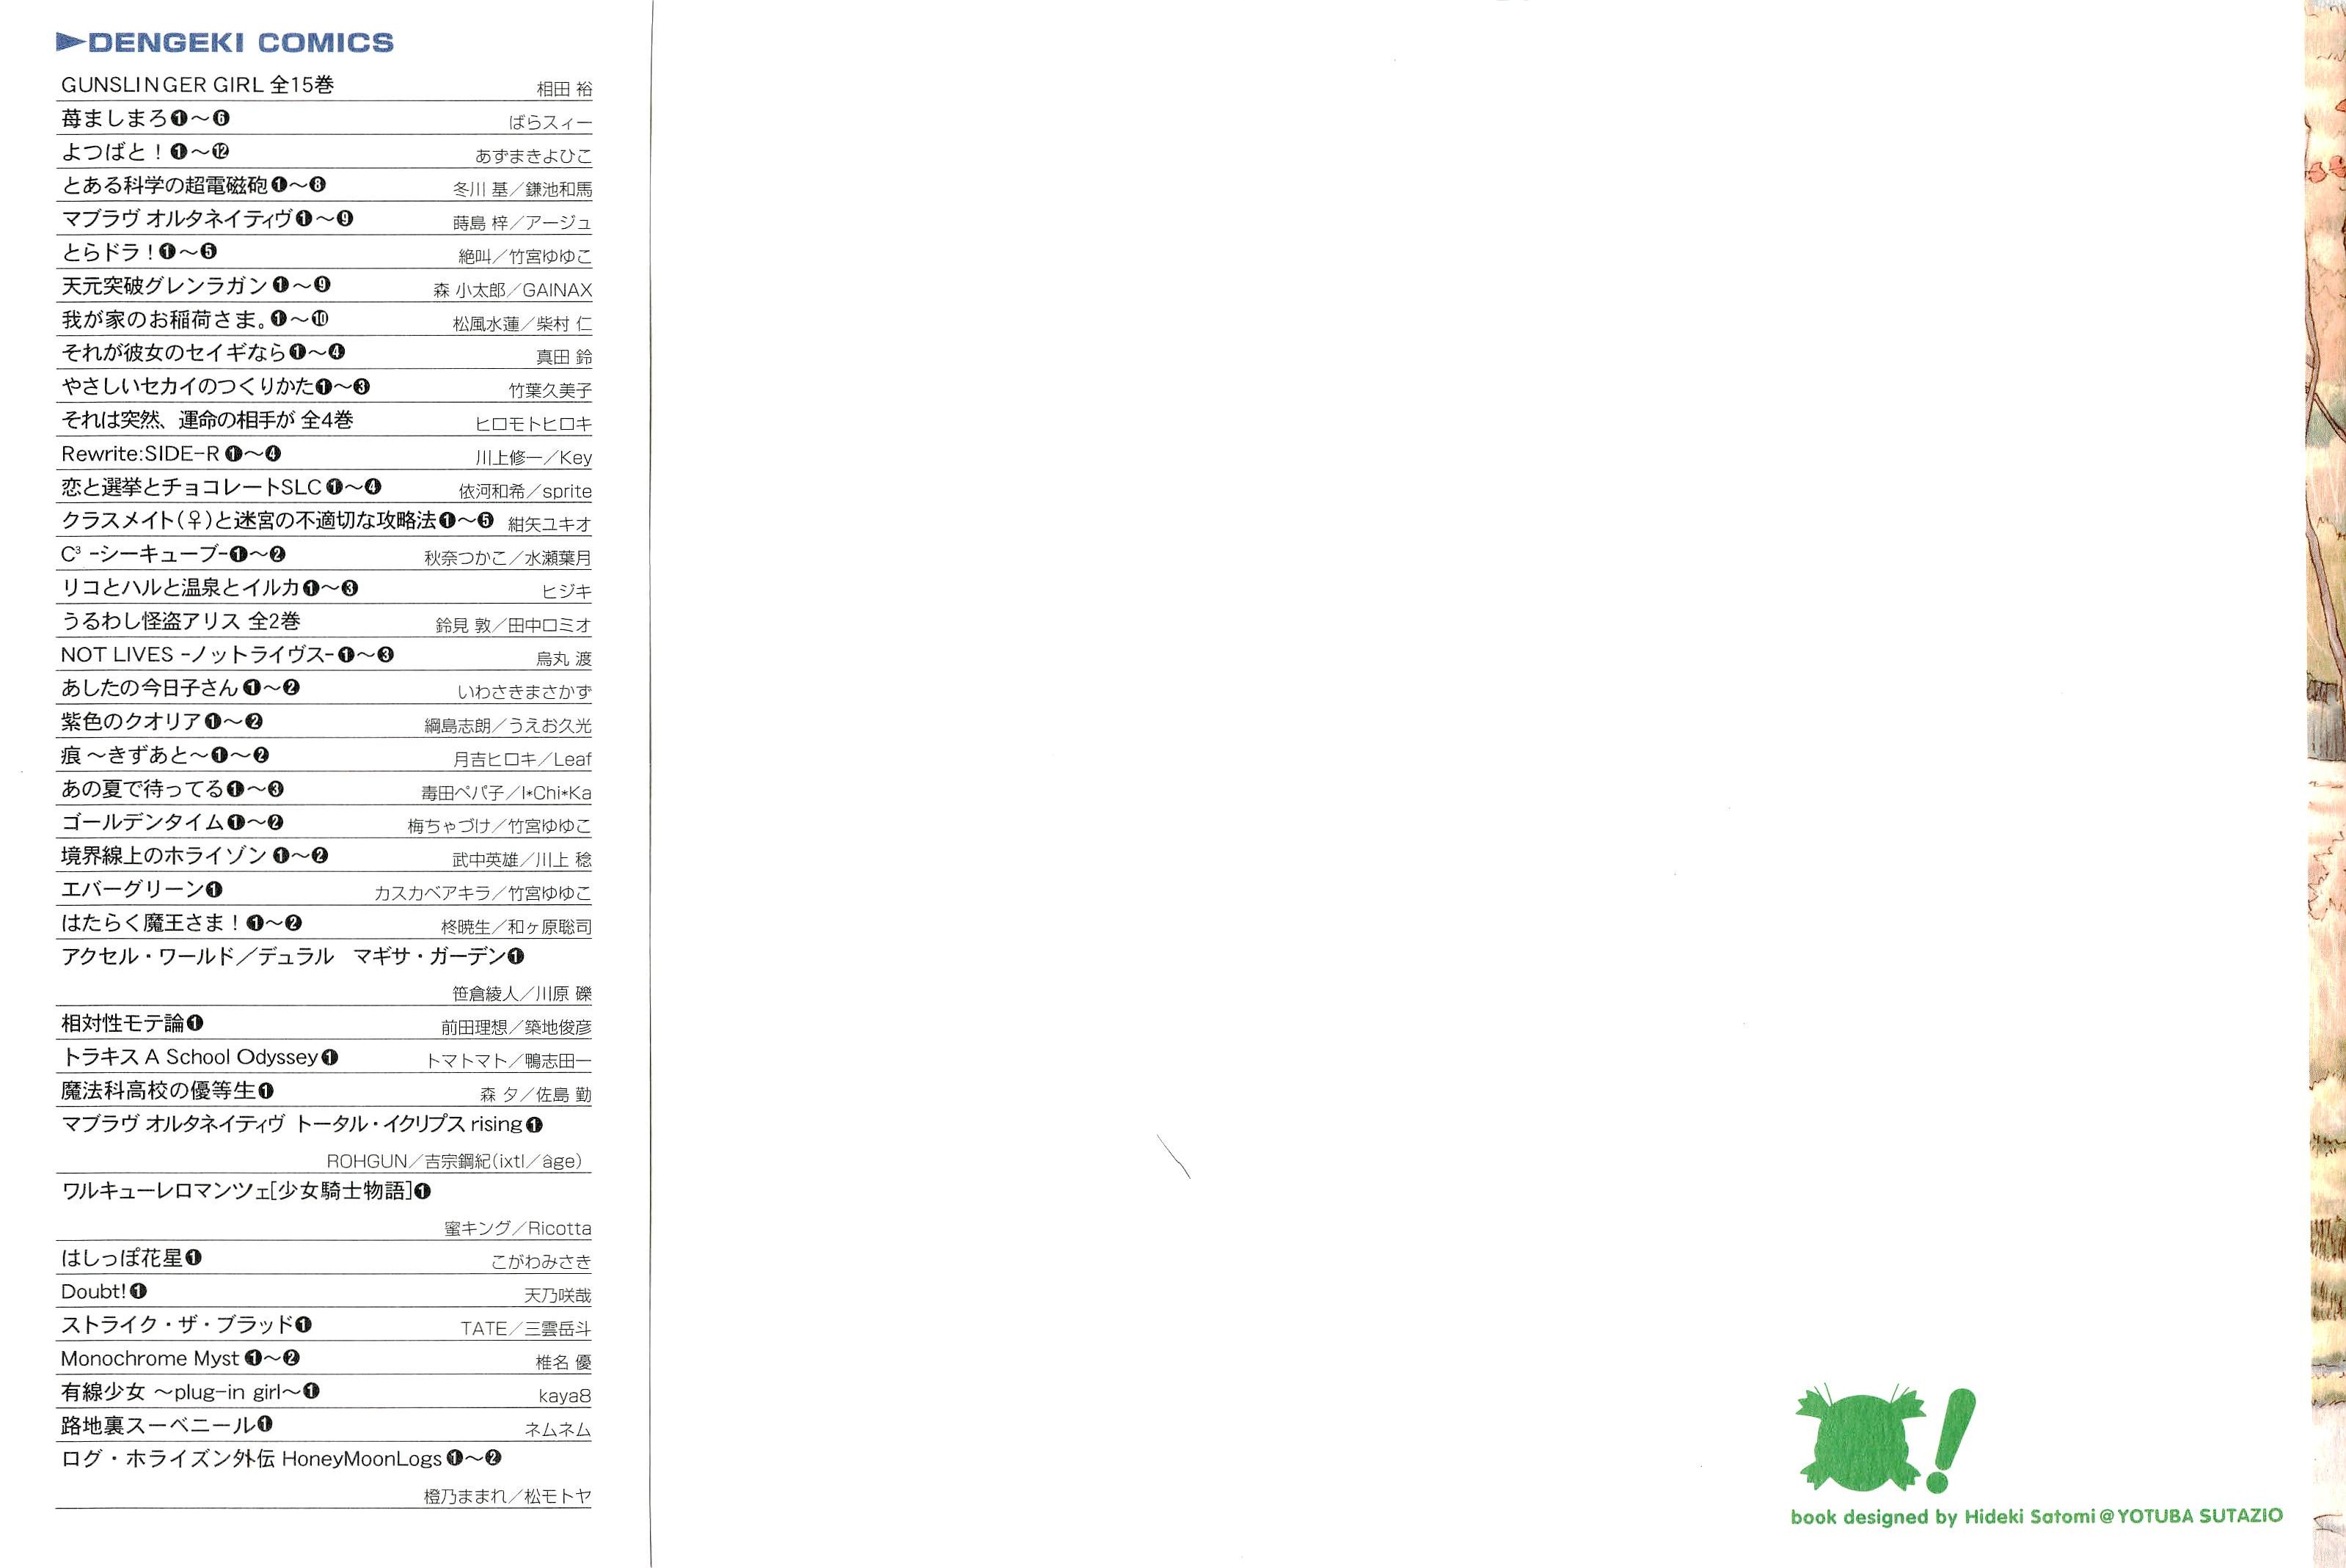 ▶DENGEKI COMICS
GUNSLINGER GIRL 全15巻 相田 裕
苺ましまろ❶〜❻ ばらスィー
よつばと！❶〜⓬ あずまきよひこ
とある科学の超電磁砲❶〜❽ 冬川 基／鎌池和馬
マブラヴ オルタネイティヴ❶〜❾ 蒔島 梓／アージュ
とらドラ！❶〜❺ 絶叫／竹宮ゆゆこ
天元突破グレンラガン❶〜❾ 森 小太郎／GAINAX
我が家のお稲荷さま。❶〜❿ 松風水蓮／柴村 仁
それが彼女のセイギなら❶〜❹ 真田 鈴
やさしいセカイのつくりかた❶〜❸ 竹葉久美子
それは突然、運命の相手が 全4巻 ヒロモトヒロキ
Rewrite:SIDE-R❶〜❹ 川上修一／Key
恋と選挙とチョコレートSLC❶〜❹ 依河和希／sprite
クラスメイト(♀)と迷宮の不適切な攻略法❶〜❺ 紺矢ユキオ
C³ -シーキューブ-❶〜❷ 秋奈つかこ／水瀬葉月
リコとハルと温泉とイルカ❶〜❸ ヒジキ
うるわし怪盗アリス 全2巻 鈴見 敦／田中ロミオ
NOT LIVES -ノットライヴス-❶〜❸ 烏丸 渡
あしたの今日子さん❶〜❷ いわさきまさかず
紫色のクオリア❶〜❷ 綱島志朗／うえお久光
痕 〜きずあと〜❶〜❷ 月吉ヒロキ／Leaf
あの夏で待ってる❶〜❸ 毒田ペパ子／I*Chi*Ka
ゴールデンタイム❶〜❷ 梅ちゃづけ／竹宮ゆゆこ
境界線上のホライゾン❶〜❷ 武中英雄／川上 稔
エバーグリーン❶ カスカベアキラ／竹宮ゆゆこ
はたらく魔王さま！❶〜❷ 柊暁生／和ヶ原聡司
アクセル・ワールド／デュラル　マギサ・ガーデン❶
笹倉綾人／川原 礫
相対性モテ論❶ 前田理想／築地俊彦
トラキス A School Odyssey❶ トマトマト／鴨志田一
魔法科高校の優等生❶ 森 夕／佐島 勤
マブラヴ オルタネイティヴ トータル・イクリプス rising❶
ROHGUN／吉宗鋼紀(ixtl／âge)
ワルキューレロマンツェ[少女騎士物語]❶
蜜キング／Ricotta
はしっぽ花星❶ こがわみさき
Doubt!❶ 天乃咲哉
ストライク・ザ・ブラッド❶ TATE／三雲岳斗
Monochrome Myst❶〜❷ 椎名 優
有線少女 〜plug-in girl〜❶ kaya8
路地裏スーベニール❶ ネムネム
ログ・ホライズン外伝 HoneyMoonLogs❶〜❷
橙乃ままれ／松モトヤ
!
book designed by Hideki Satomi@YOTUBA SUTAZIO